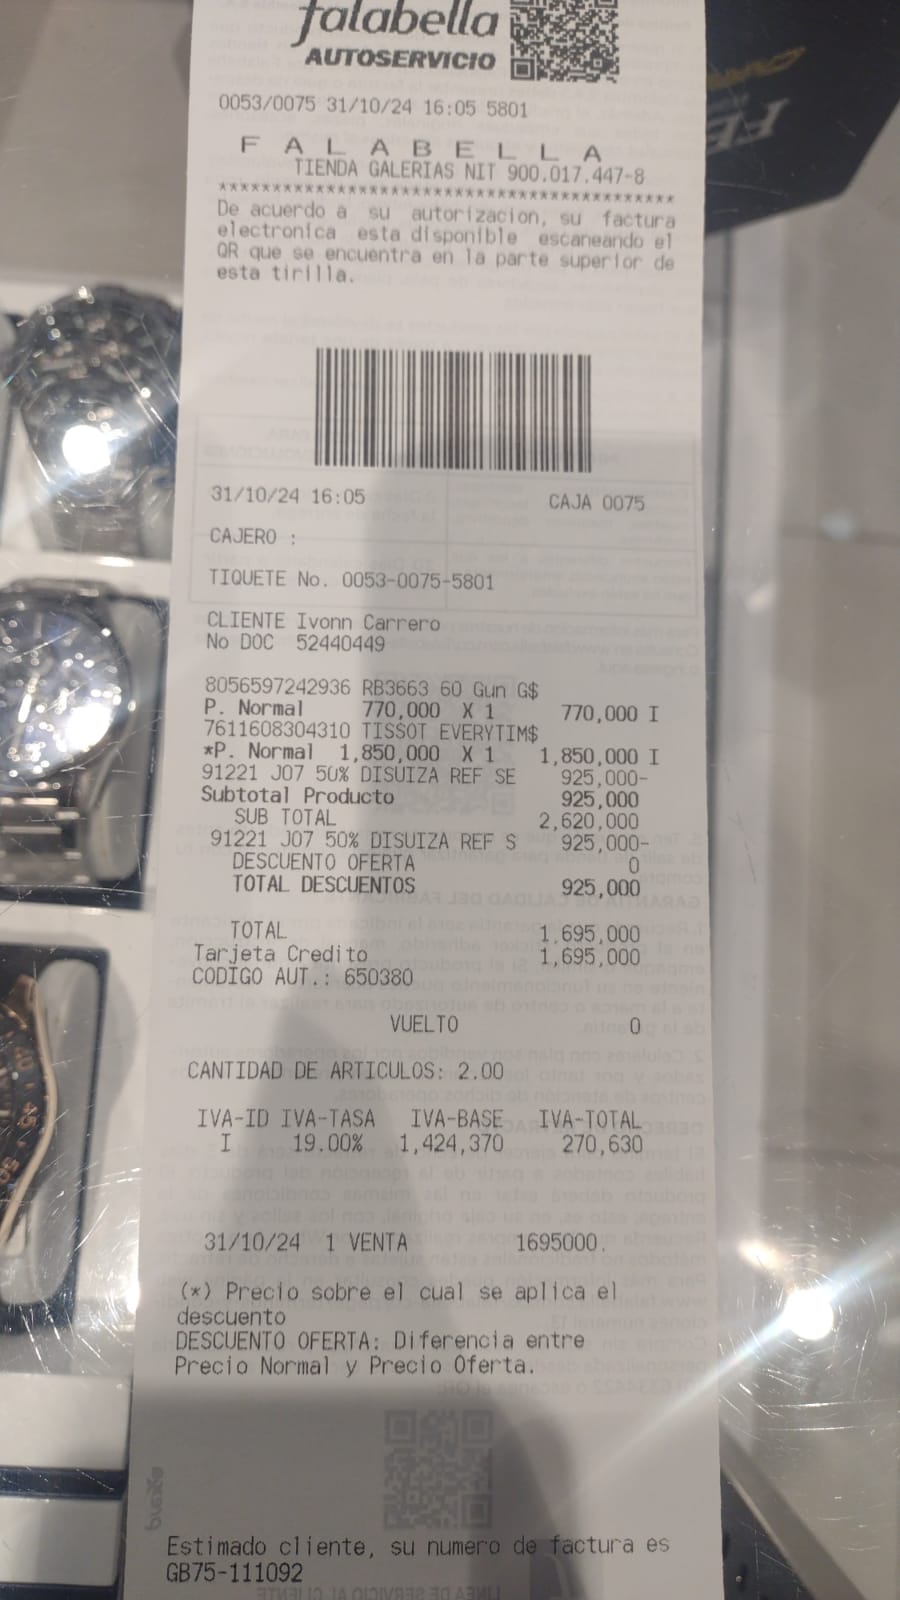 falabella
AUTOSERVICIO
0053/0075 31/10/24 16:05 5801
F A L A B E L L A
TIENDA GALERIAS NIT 900.017.447-8
******************************************
De acuerdo a su autorizacion, su factura
electronica esta disponible escaneando el
QR que se encuentra en la parte superior de
esta tirilla.
31/10/24 16:05 CAJA 0075
CAJERO :
TIQUETE No. 0053-0075-5801
CLIENTE Ivonn Carrero
No DOC 52440449
8056597242936 RB3663 60 Gun G$
P. Normal 770,000 X 1 770,000 I
7611608304310 TISSOT EVERYTIM$
*P. Normal 1,850,000 X 1 1,850,000 I
91221 J07 50% DISUIZA REF SE 925,000-
Subtotal Producto 925,000
SUB TOTAL 2,620,000
91221 J07 50% DISUIZA REF S 925,000-
DESCUENTO OFERTA 0
TOTAL DESCUENTOS 925,000
TOTAL 1,695,000
Tarjeta Credito 1,695,000
CODIGO AUT.: 650380
VUELTO 0
CANTIDAD DE ARTICULOS: 2.00
IVA-ID IVA-TASA IVA-BASE IVA-TOTAL
I 19.00% 1,424,370 270,630
31/10/24 1 VENTA 1695000.
(*) Precio sobre el cual se aplica el
descuento
DESCUENTO OFERTA: Diferencia entre
Precio Normal y Precio Oferta.
Estimado cliente, su numero de factura es
GB75-111092